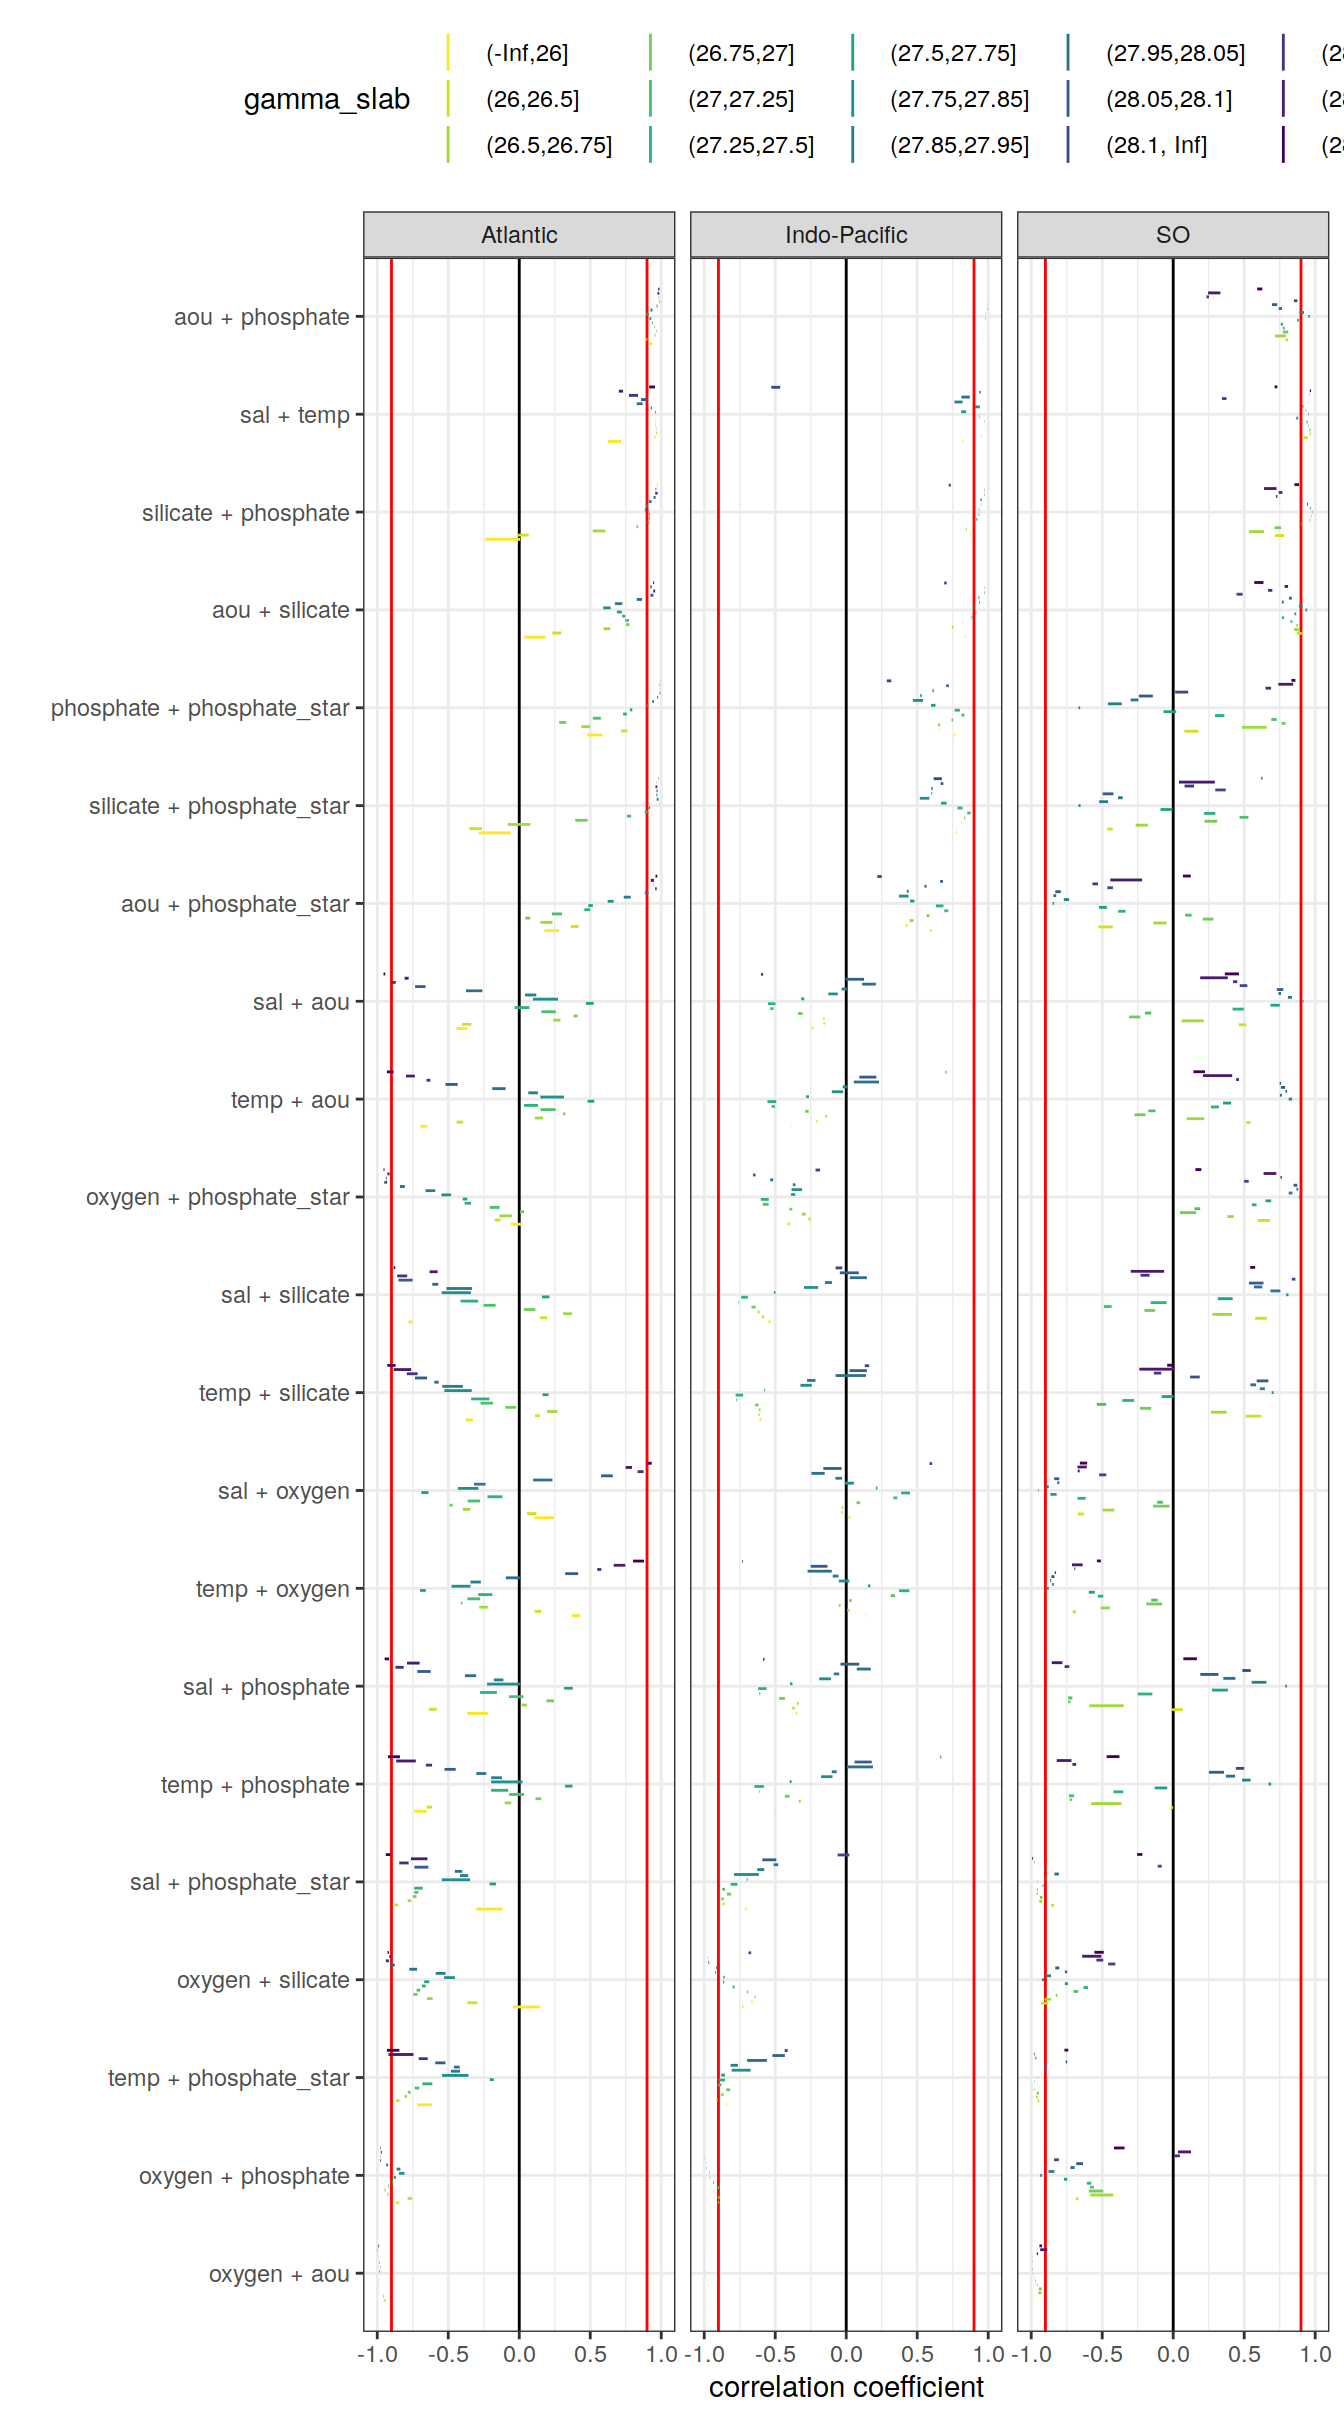 gamma_slab
(-Inf,26] (26.75,27] (27.5,27.75] (27.95,28.05] (2
(26,26.5] (27,27.25] (27.75,27.85] (28.05,28.1] (2
(26.5,26.75] (27.25,27.5] (27.85,27.95] (28.1, Inf] (2
Atlantic Indo-Pacific SO
aou + phosphate
sal + temp
silicate + phosphate
aou + silicate
phosphate + phosphate_star
silicate + phosphate_star
aou + phosphate_star
sal + aou
temp + aou
oxygen + phosphate_star
sal + silicate
temp + silicate
sal + oxygen
temp + oxygen
sal + phosphate
temp + phosphate
sal + phosphate_star
oxygen + silicate
temp + phosphate_star
oxygen + phosphate
oxygen + aou
-1.0 -0.5 0.0 0.5 1.0 -1.0 -0.5 0.0 0.5 1.0 -1.0 -0.5 0.0 0.5 1.0
correlation coefficient